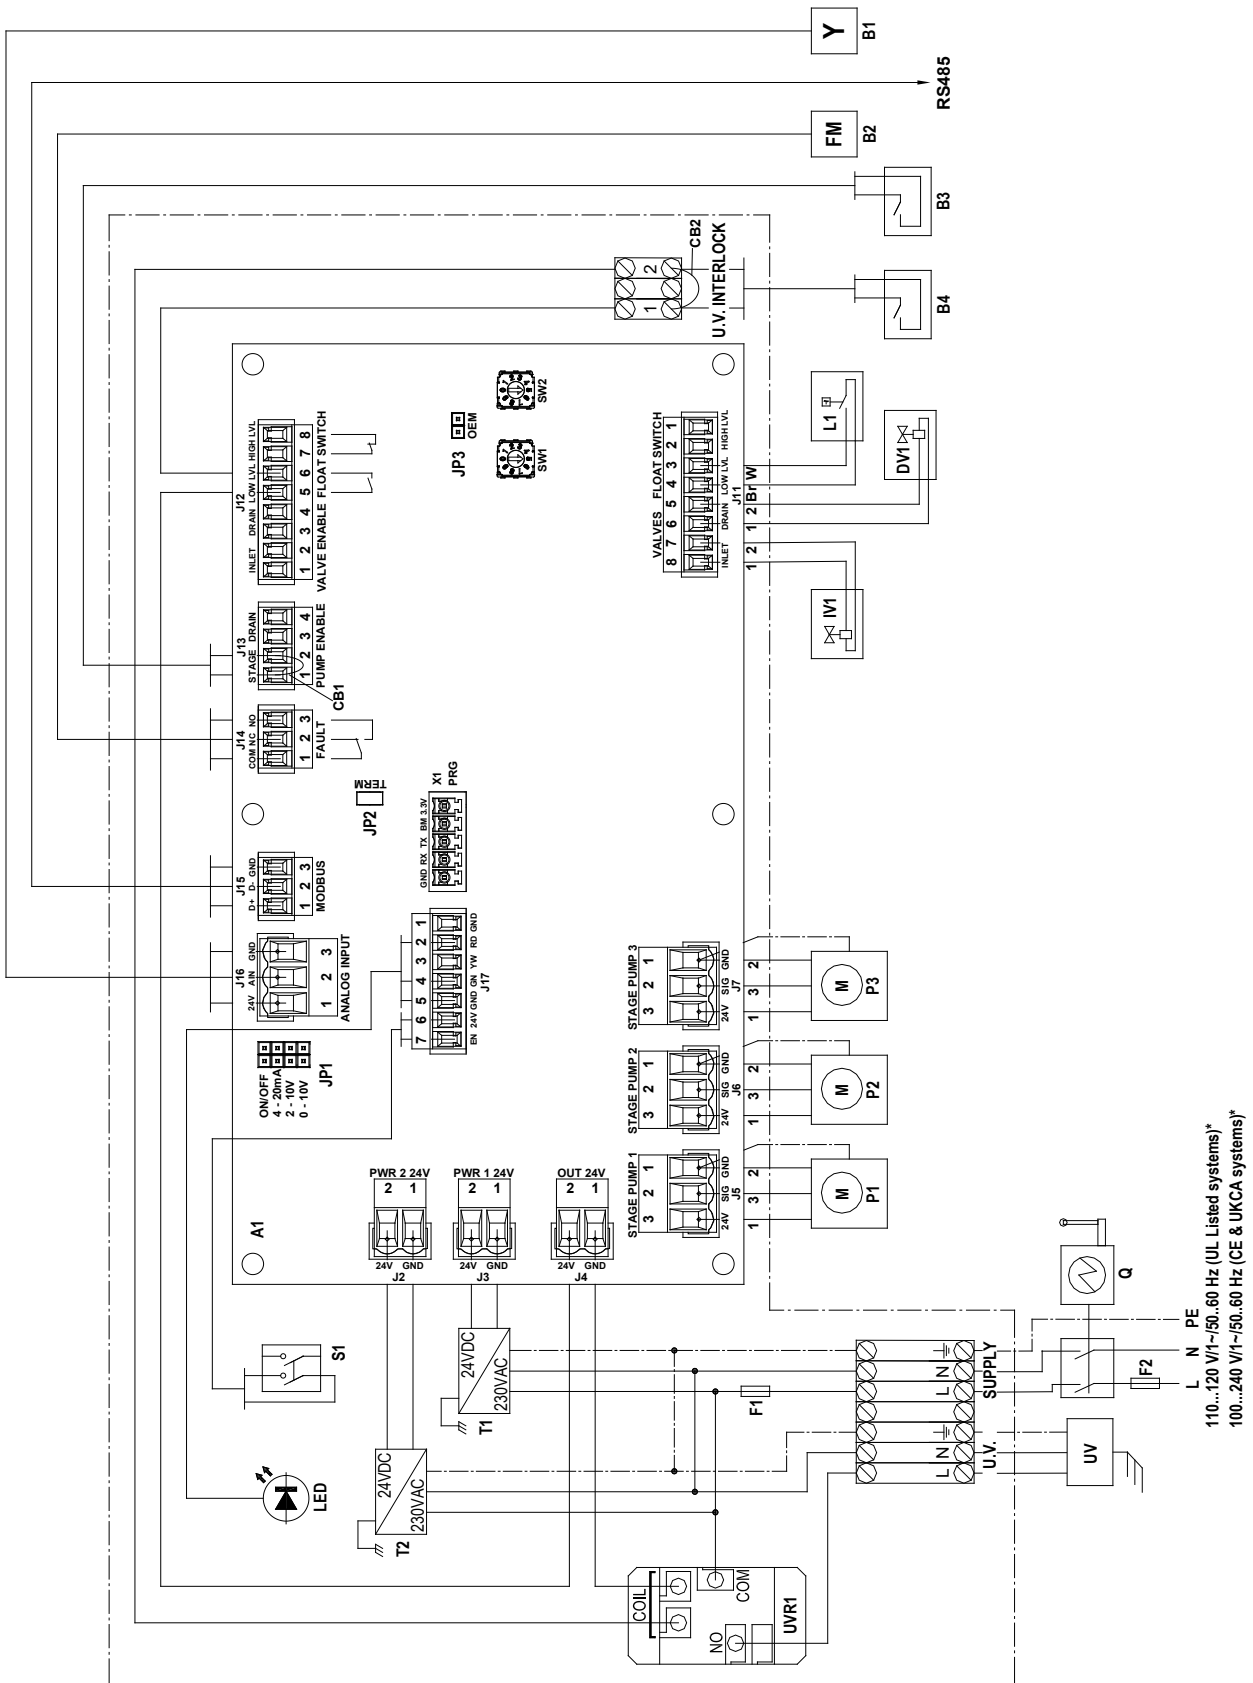 Y
B1
RS485
FM
B2
B3
B4
CB2
U.V. INTERLOCK
1 2
J12
INLET DRAIN LOW LVL HIGH LVL
1 2 3 4 5 6 7 8
VALVE ENABLE FLOAT SWITCH
J13
STAGE DRAIN
1 2 3 4
PUMP ENABLE
CB1
J14
COM NC NO
1 2 3
FAULT
JP2
TERM
J15
D+ D- GND
1 2 3
MODBUS
J16
24V AIN GND
1 2 3
ANALOG INPUT
JP1
ON/OFF
4 - 20mA
2 - 10V
0 - 10V
JP3
OEM
SW1
SW2
X1
PRG
GND RX TX BM 3.3V
7 6 5 4 3 2 1
EN 24V GND GN YW RD GND
J17
A1
PWR 2 24V
2 1
24V GND
J2
PWR 1 24V
2 1
24V GND
J3
OUT 24V
2 1
24V GND
J4
STAGE PUMP 1
3 2 1
24V SIG GND
J5
1 3 2
M
P1
STAGE PUMP 2
3 2 1
24V SIG GND
J6
1 3 2
M
P2
STAGE PUMP 3
3 2 1
24V SIG GND
J7
1 3 2
M
P3
VALVES FLOAT SWITCH
8 7 6 5 4 3 2 1
INLET DRAIN LOW LVL HIGH LVL
J11
1 2 1 2 Br W
IV1
DV1
L1
S1
LED
24VDC
230VAC
T1
24VDC
230VAC
T2
F1
COIL
COM
NO
UVR1
L N L N
U.V. SUPPLY
UV
Q
F2
L N PE
110...120 V/1~/50..60 Hz (UL Listed systems)*
100...240 V/1~/50..60 Hz (CE & UKCA systems)*